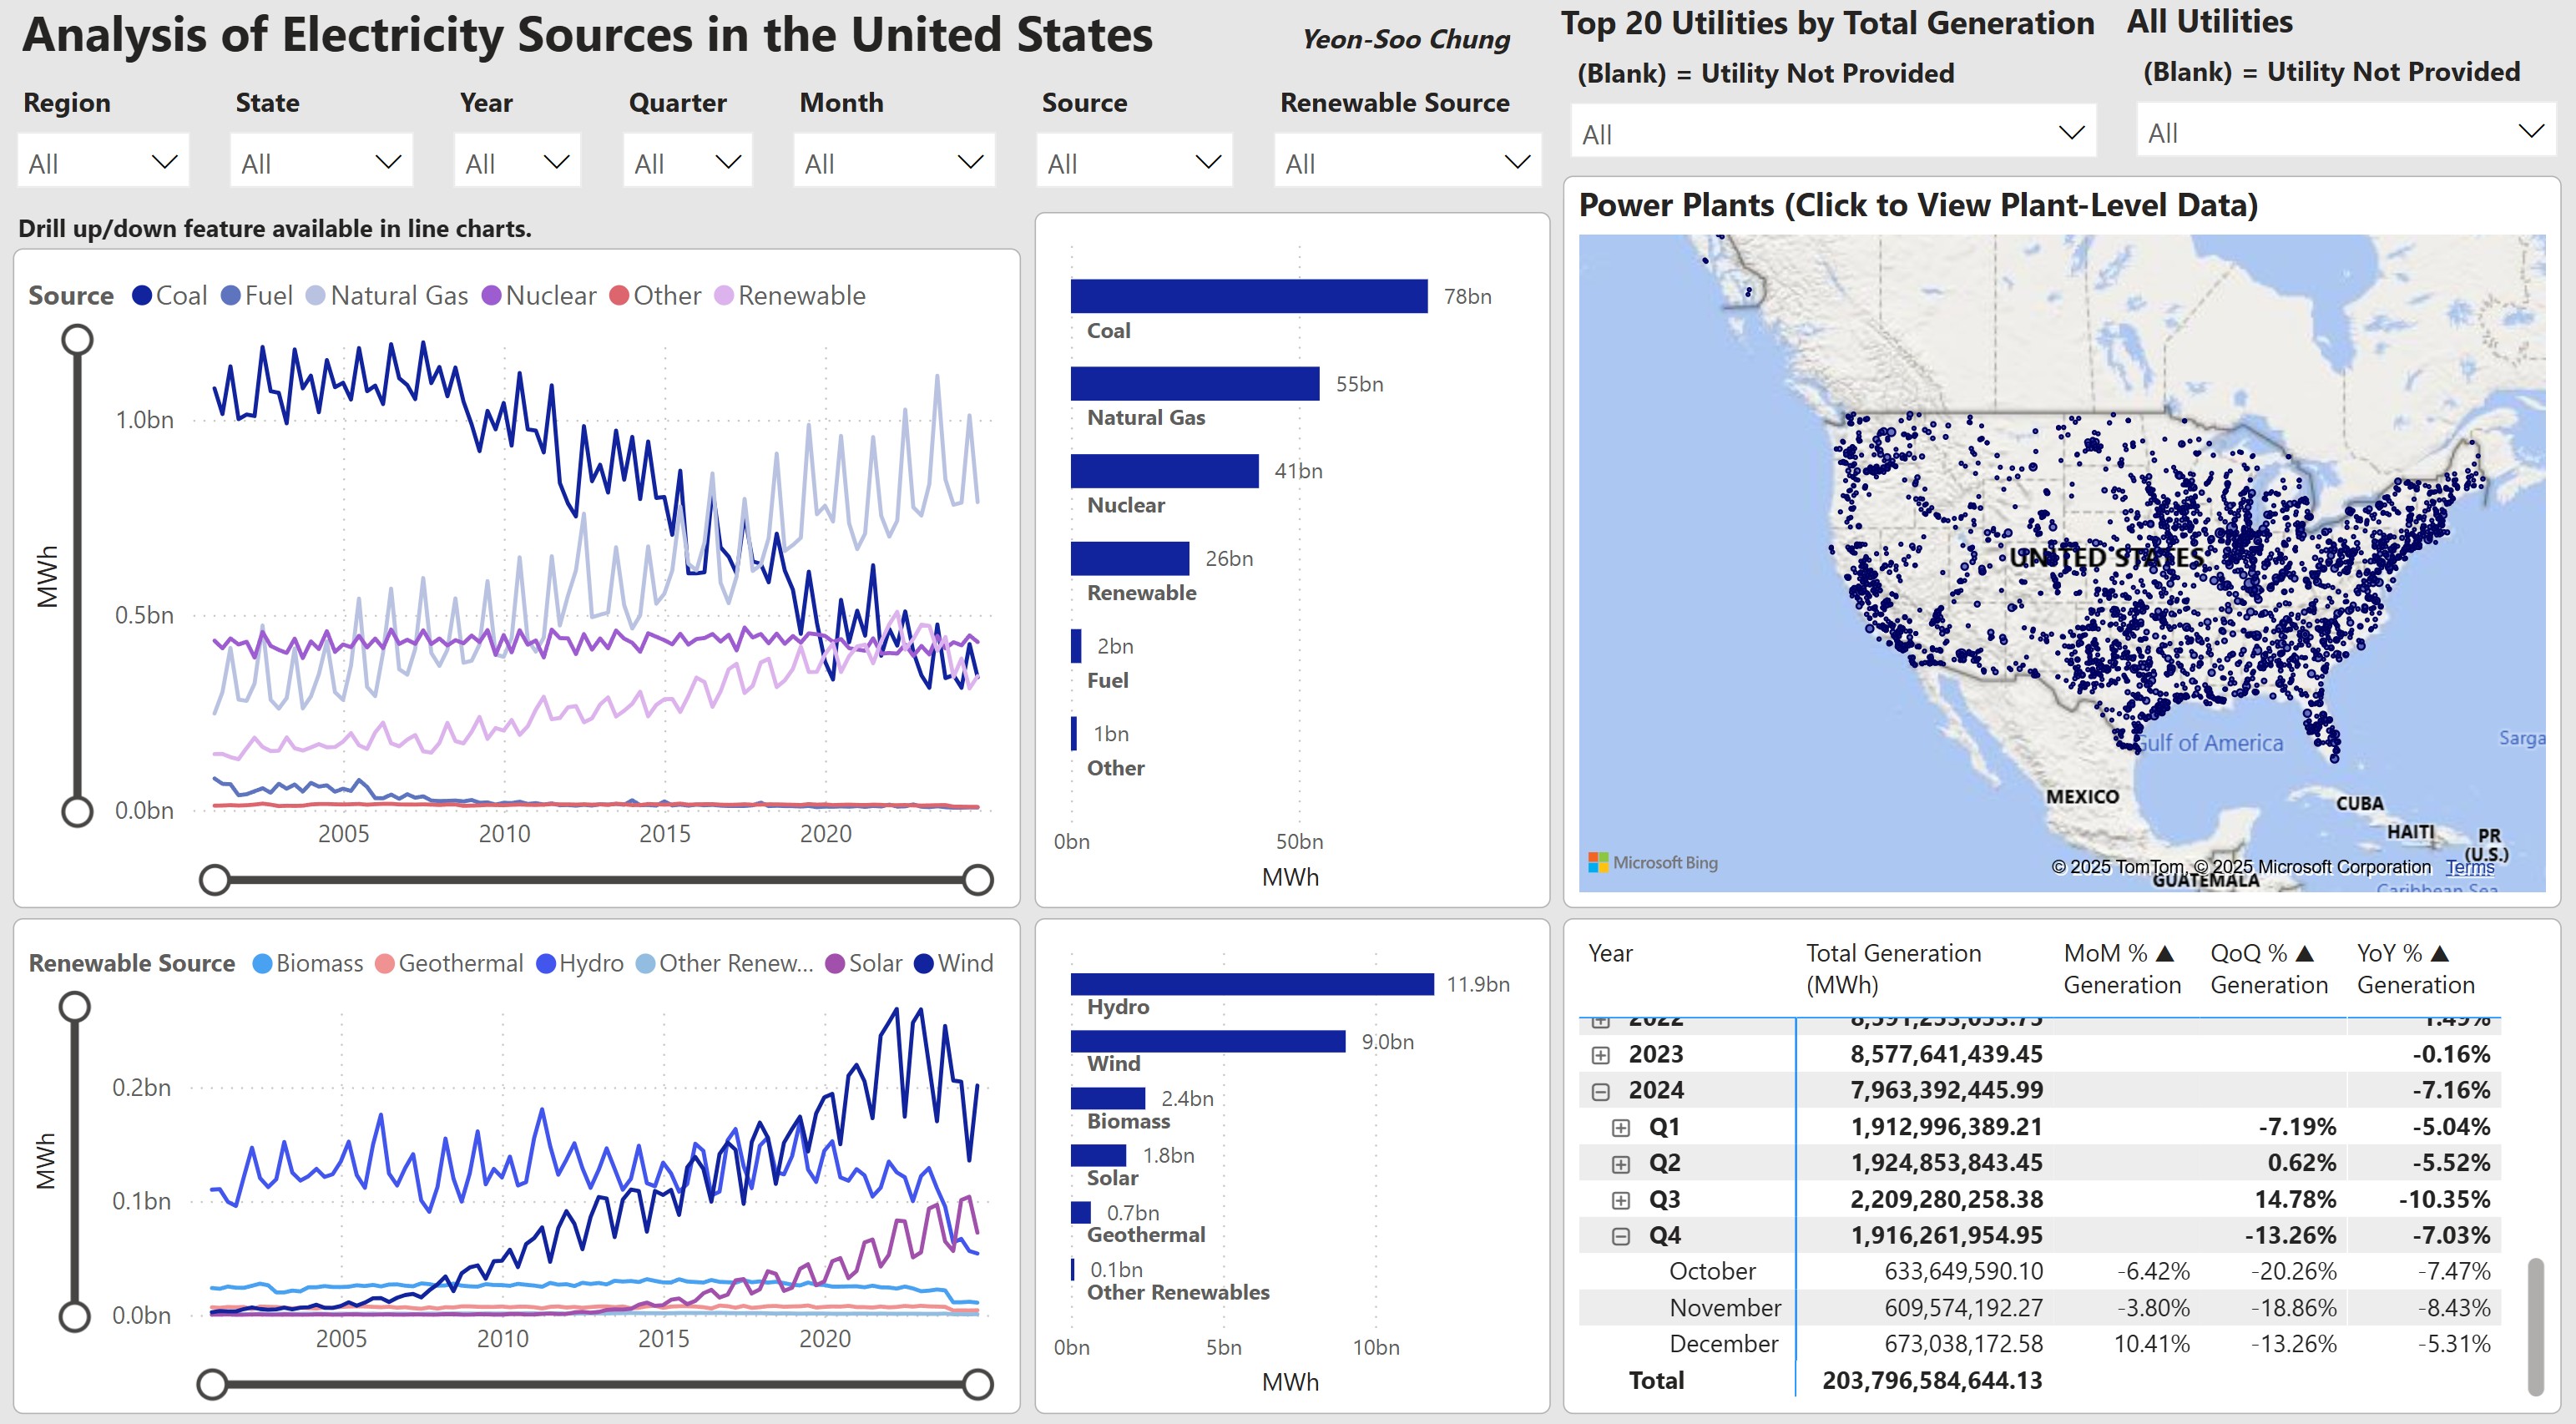 Analysis of Electricity Sources in the United States
Yeon-Soo Chung
Top 20 Utilities by Total Generation
(Blank) = Utility Not Provided
All
All Utilities
(Blank) = Utility Not Provided
All
Region
All
State
All
Year
All
Quarter
All
Month
All
Source
All
Renewable Source
All
Drill up/down feature available in line charts.
Source Coal Fuel Natural Gas Nuclear Other Renewable
MWh
1.0bn
0.5bn
0.0bn
2005 2010 2015 2020
78bn
Coal
55bn
Natural Gas
41bn
Nuclear
26bn
Renewable
2bn
Fuel
1bn
Other
0bn 50bn
MWh
Power Plants (Click to View Plant-Level Data)
UNITED STATES
Gulf of America
Sarga
MEXICO
CUBA
HAITI
PR
(U.S.)
Microsoft Bing
© 2025 TomTom, © 2025 Microsoft Corporation Terms
GUATEMALA
Caribbean Sea
Renewable Source Biomass Geothermal Hydro Other Renew... Solar Wind
MWh
0.2bn
0.1bn
0.0bn
2005 2010 2015 2020
11.9bn
Hydro
9.0bn
Wind
2.4bn
Biomass
1.8bn
Solar
0.7bn
Geothermal
0.1bn
Other Renewables
0bn 5bn 10bn
MWh
Year Total Generation MoM % ▲ QoQ % ▲ YoY % ▲
(MWh) Generation Generation Generation
2022 1.49%
2023 8,577,641,439.45 -0.16%
2024 7,963,392,445.99 -7.16%
Q1 1,912,996,389.21 -7.19% -5.04%
Q2 1,924,853,843.45 0.62% -5.52%
Q3 2,209,280,258.38 14.78% -10.35%
Q4 1,916,261,954.95 -13.26% -7.03%
October 633,649,590.10 -6.42% -20.26% -7.47%
November 609,574,192.27 -3.80% -18.86% -8.43%
December 673,038,172.58 10.41% -13.26% -5.31%
Total 203,796,584,644.13